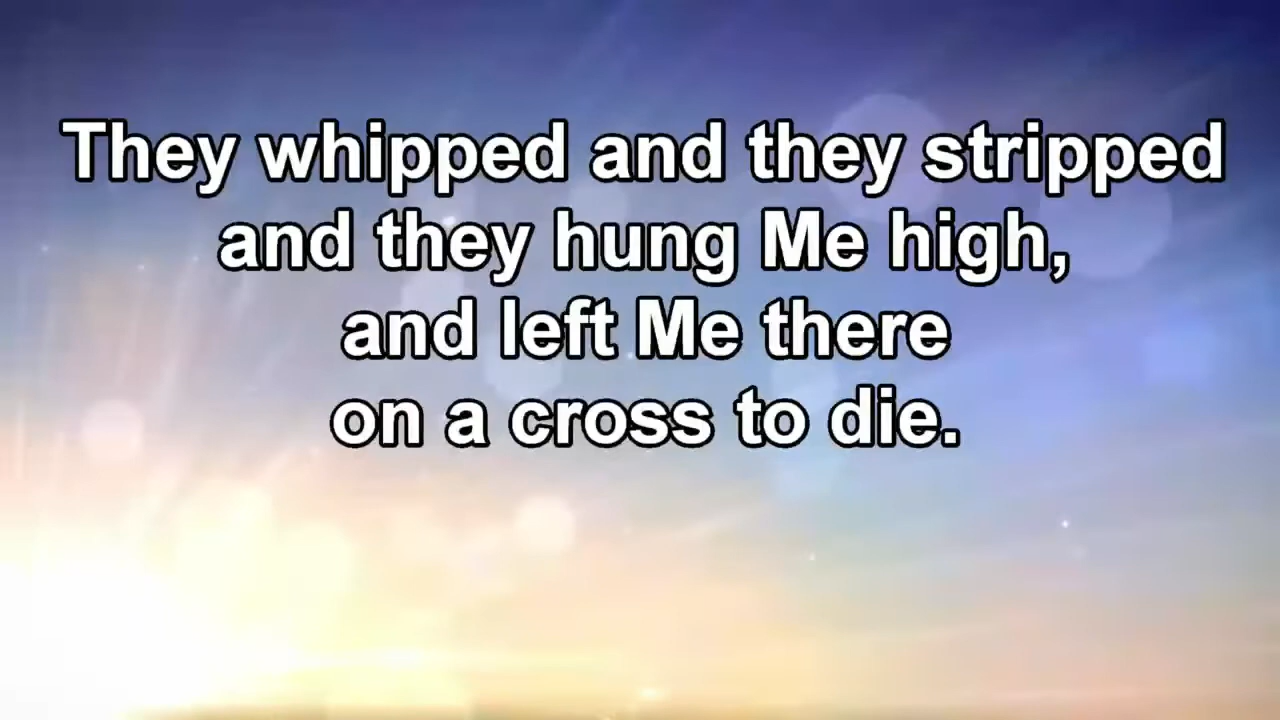 They whipped and they stripped
and they hung Me high,
and left Me there
on a cross to die.